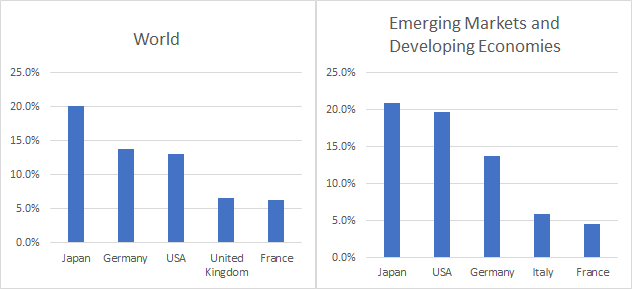 World
25.0%
20.0%
15.0%
10.0%
5.0%
0.0%
Japan Germany USA United Kingdom France
Emerging Markets and
Developing Economies
25.0%
20.0%
15.0%
10.0%
5.0%
0.0%
Japan USA Germany Italy France